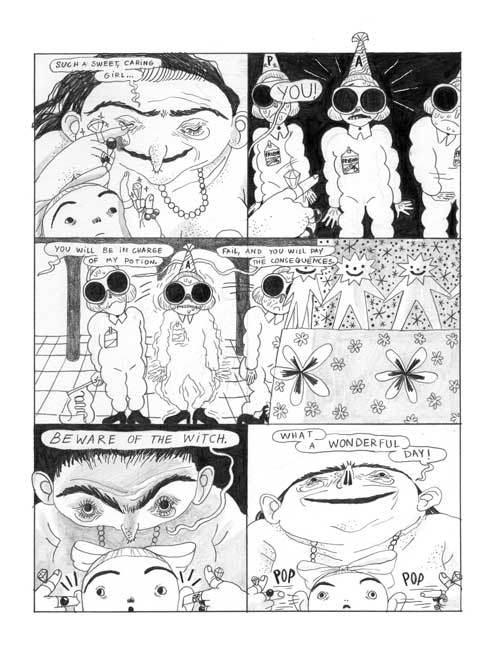 SUCH A SWEET, CARING
GIRL...
P
A
YOU!
FRIEND
YOU WILL BE IN CHARGE
OF MY POTION.
A
FAIL, AND YOU WILL PAY
THE CONSEQUENCES.
BEWARE OF THE WITCH.
WHAT
A WONDERFUL
DAY!
POP
POP